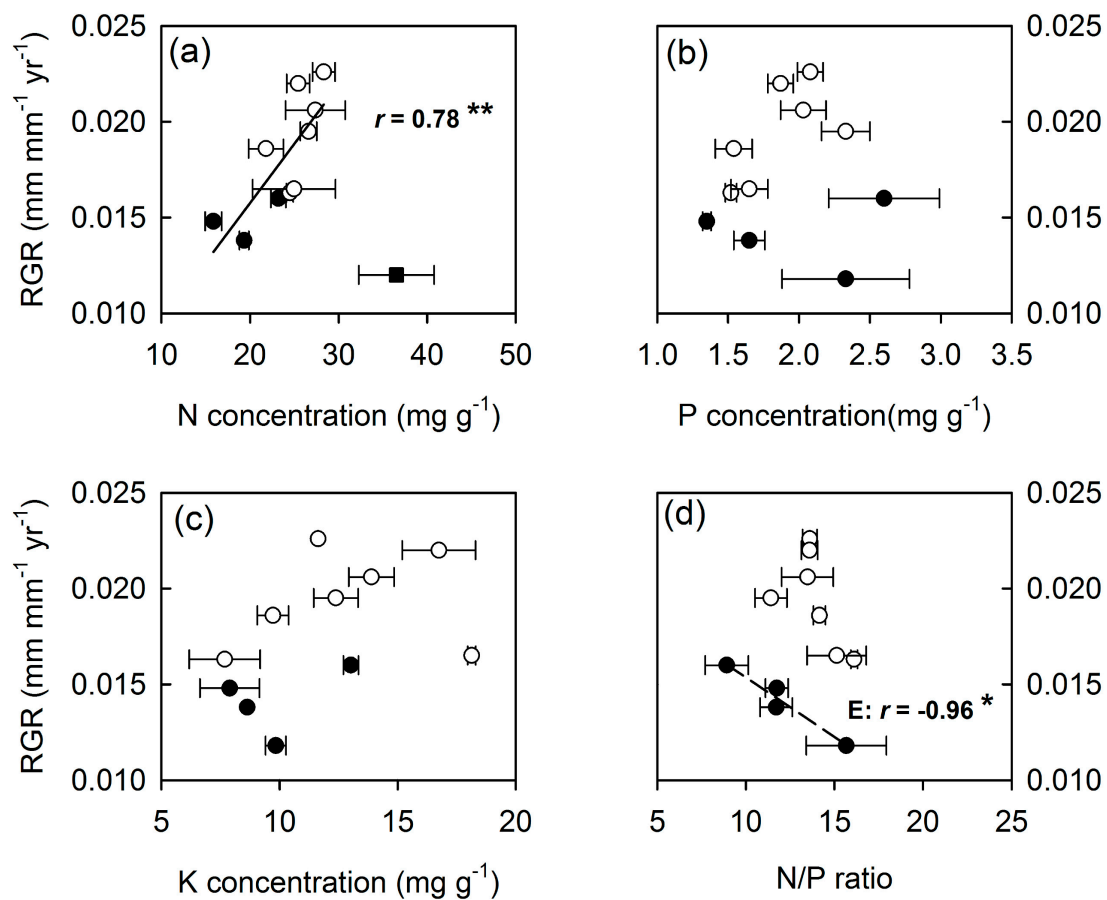 0.025
0.020
0.015
0.010
RGR (mm mm⁻¹ yr⁻¹)
(a)
r = 0.78 **
10 20 30 40 50
N concentration (mg g⁻¹)
(b)
0.025
0.020
0.015
0.010
1.0 1.5 2.0 2.5 3.0 3.5
P concentration(mg g⁻¹)
0.025
0.020
0.015
0.010
RGR (mm mm⁻¹ yr⁻¹)
(c)
5 10 15 20
K concentration (mg g⁻¹)
(d)
E: r = -0.96 *
0.025
0.020
0.015
0.010
5 10 15 20 25
N/P ratio